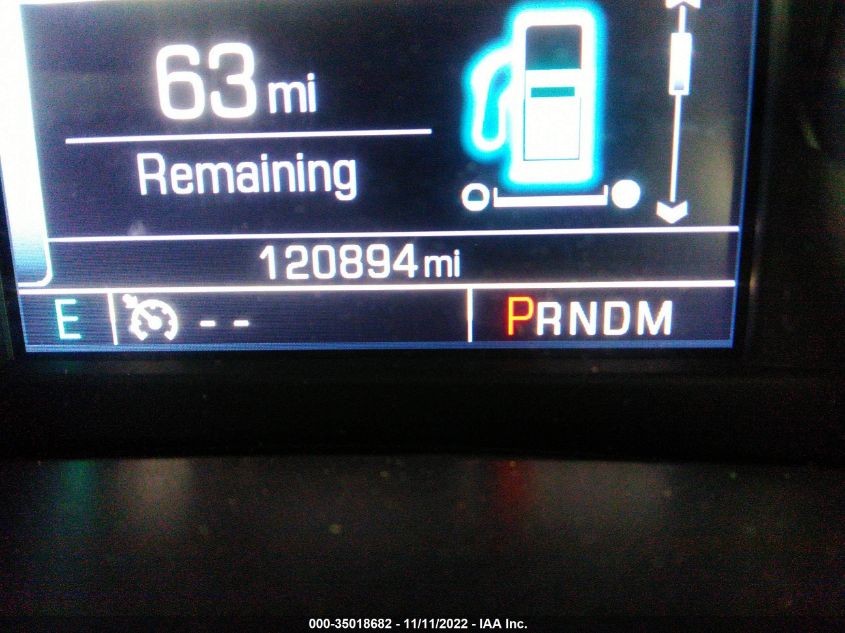 63 mi
Remaining
120894 mi
E -- PRNDM
000-35018682 - 11/11/2022 - IAA Inc.